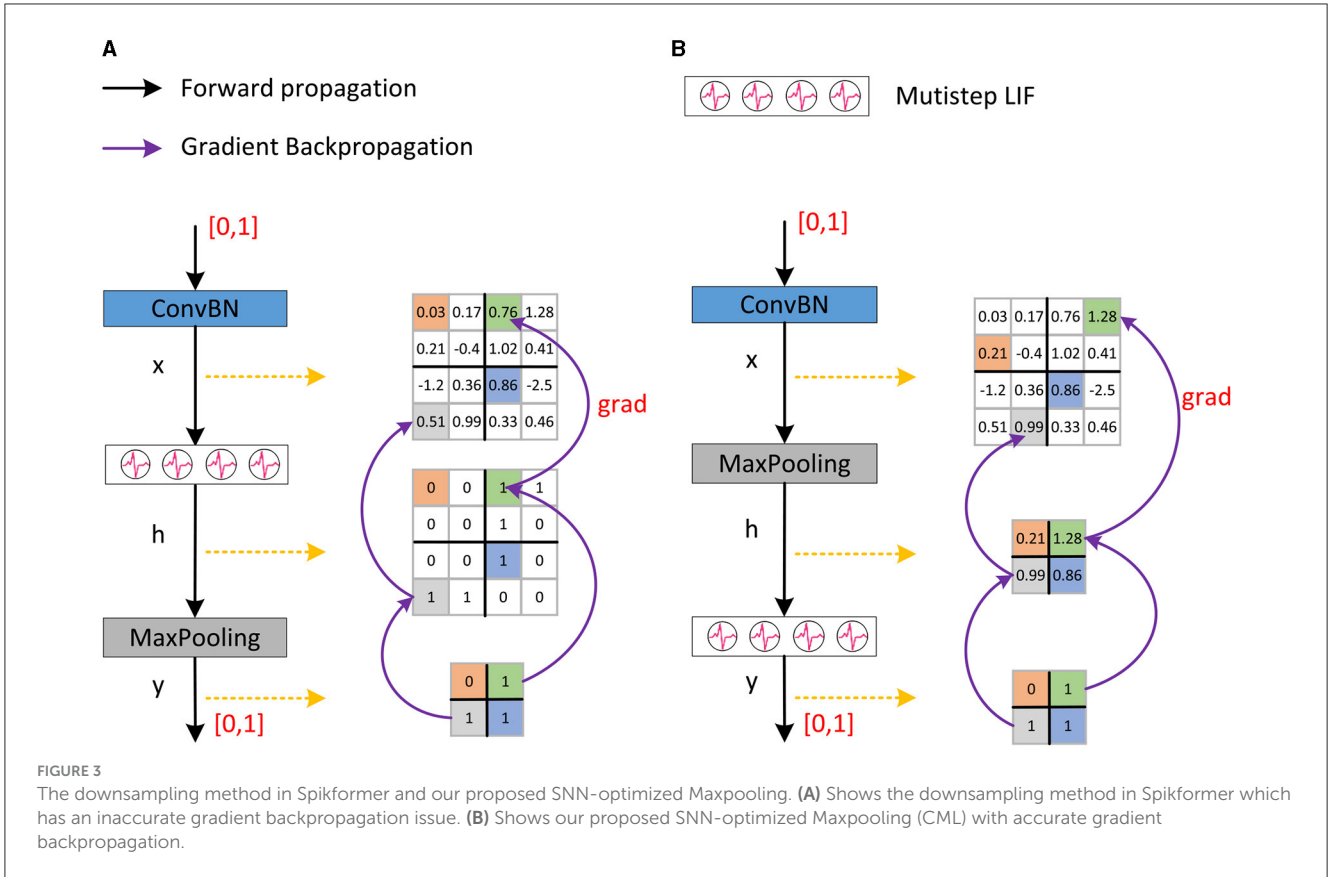 A
Forward propagation
Gradient Backpropagation
[0,1]
ConvBN
x
h
MaxPooling
y
[0,1]
0.03 0.17 0.76 1.28
0.21 -0.4 1.02 0.41
-1.2 0.36 0.86 -2.5
0.51 0.99 0.33 0.46
grad
0 0 1 1
0 0 1 0
0 0 1 0
1 1 0 0
0 1
1 1
B
Mutistep LIF
[0,1]
ConvBN
x
MaxPooling
h
y
[0,1]
0.03 0.17 0.76 1.28
0.21 -0.4 1.02 0.41
-1.2 0.36 0.86 -2.5
0.51 0.99 0.33 0.46
grad
0.21 1.28
0.99 0.86
0 1
1 1
FIGURE 3
The downsampling method in Spikformer and our proposed SNN-optimized Maxpooling. (A) Shows the downsampling method in Spikformer which
has an inaccurate gradient backpropagation issue. (B) Shows our proposed SNN-optimized Maxpooling (CML) with accurate gradient
backpropagation.